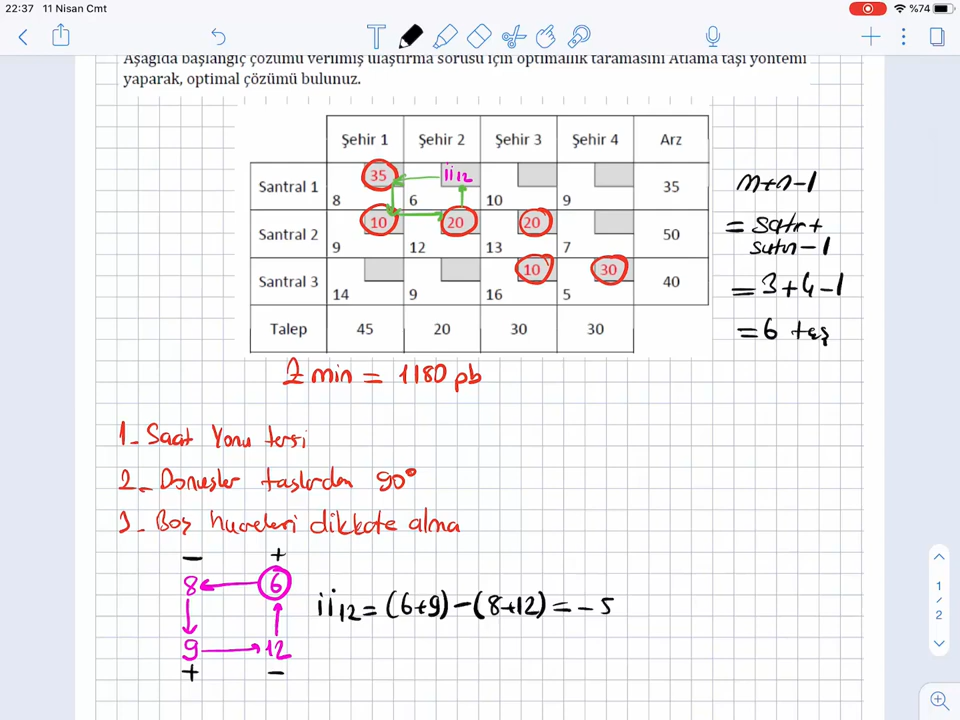 22:37 11 Nisan Cmt %74
Aşağıda başlangıç çözümü verilmiş ulaştırma sorusu için optimallik taramasını Atlama taşı yöntemi
yaparak, optimal çözümü bulunuz.
Şehir 1 Şehir 2 Şehir 3 Şehir 4 Arz
35 ii12
Santral 1 35
8 6 10 9
10 20 20
Santral 2 50
9 12 13 7
10 30
Santral 3 40
14 9 16 5
Talep 45 20 30 30
m+n-1
= satır +
sutun -1
= 3+4-1
= 6 taş
Z min = 1180 pb
1- Saat Yonu tersi
2- Donuşler taslardan 90°
3- Boş hucreleri dikkate alma
- +
8 6
ii12 = (6+9) - (8+12) = -5
9 12
+ -
1
/
2